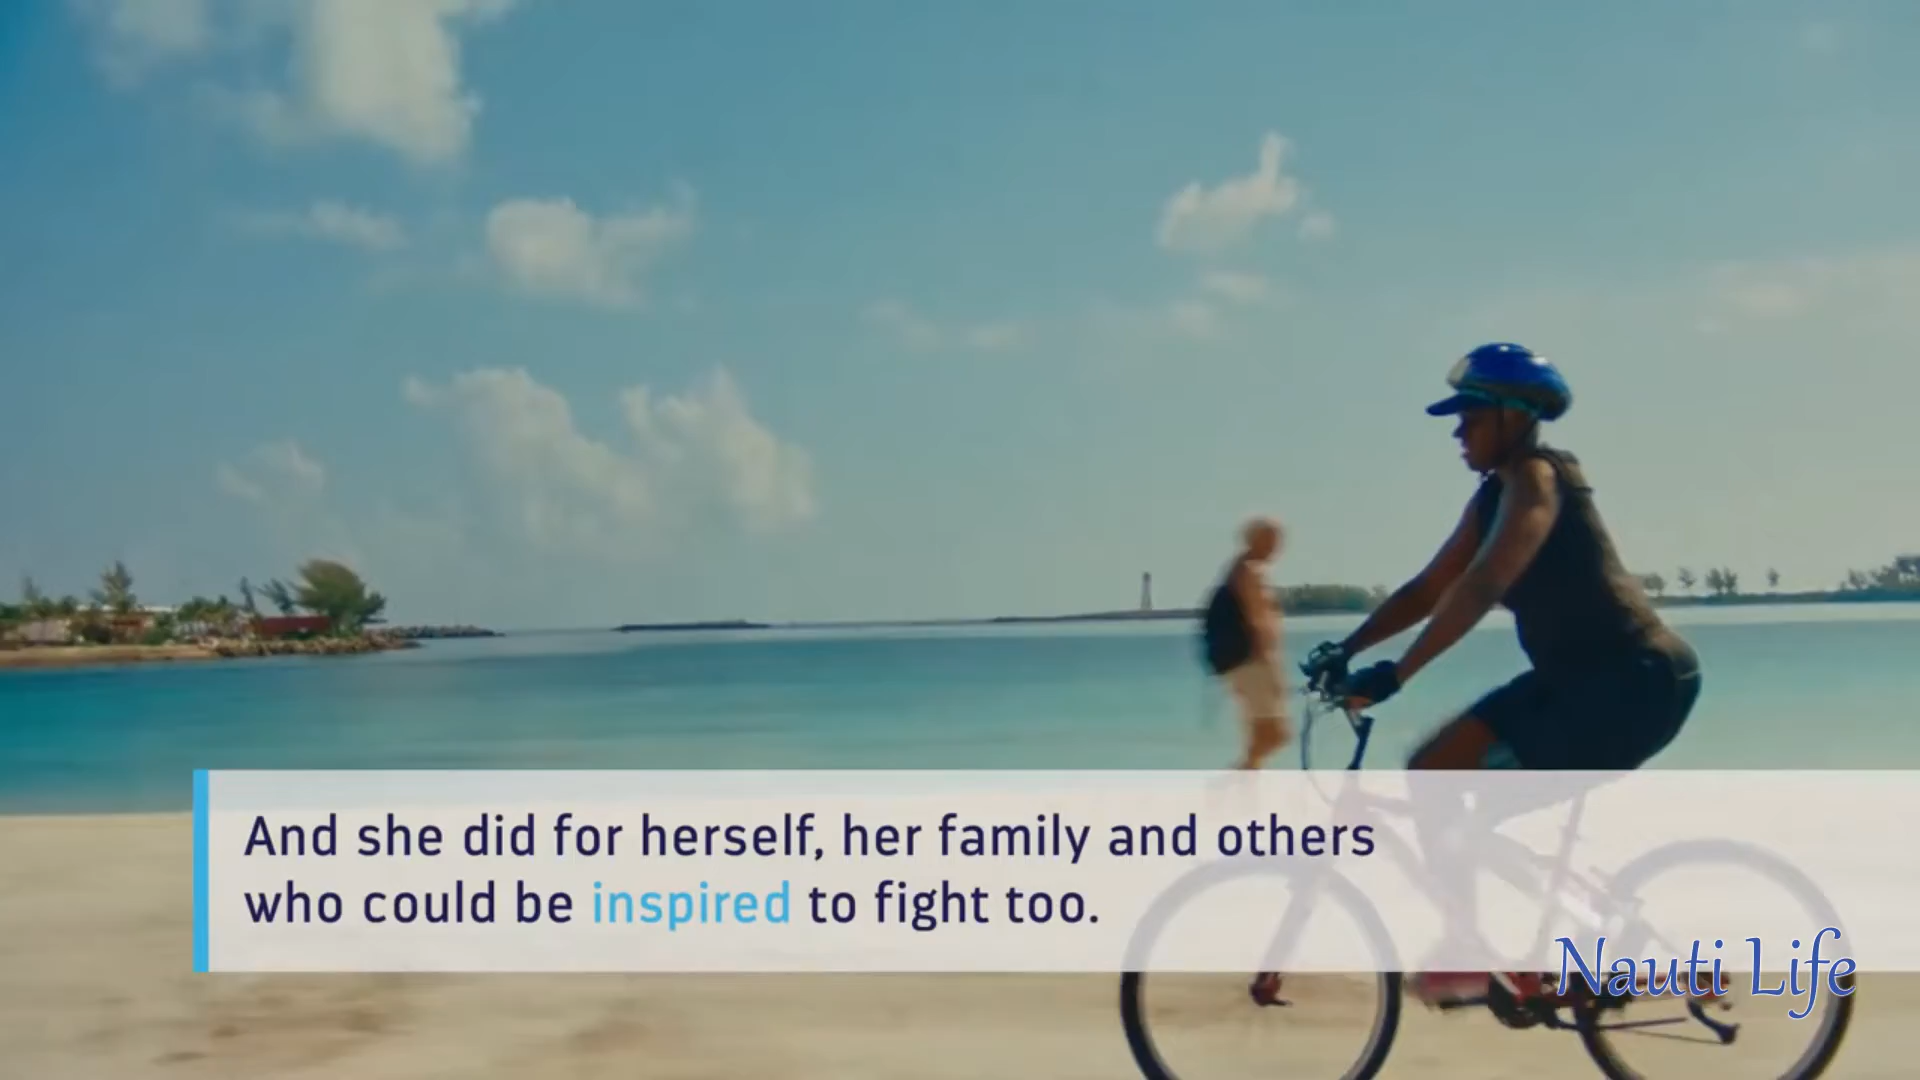 And she did for herself, her family and others
who could be inspired to fight too.
Nauti Life